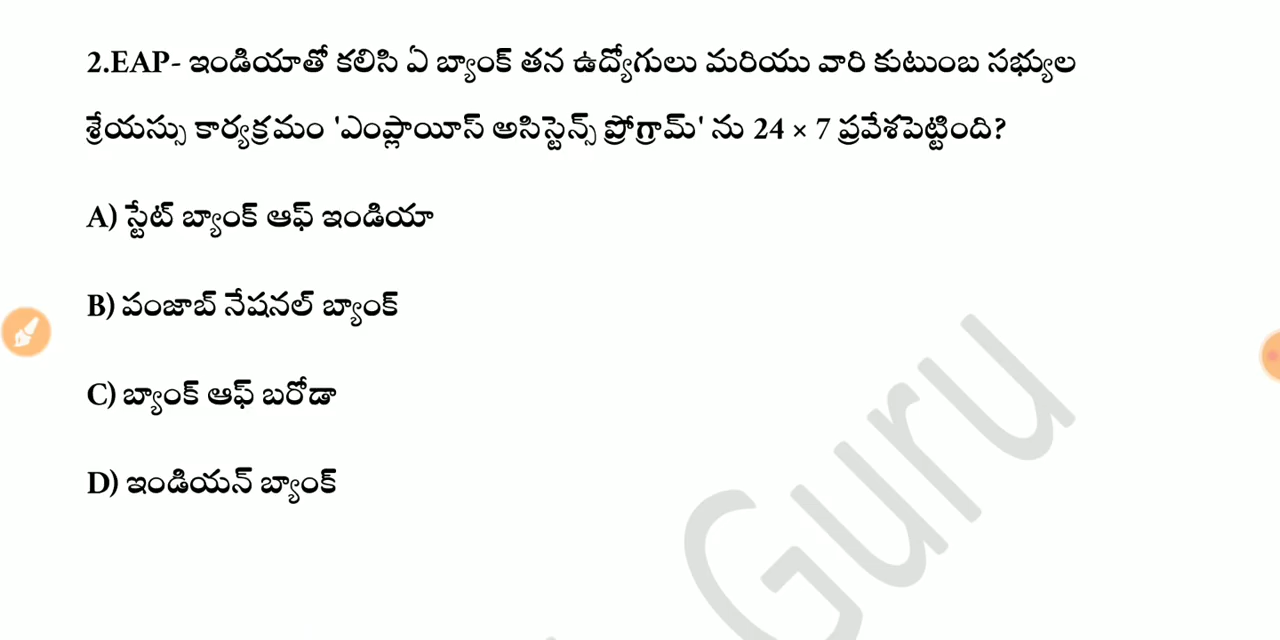 2.EAP- ఇండియాతో కలిసి ఏ బ్యాంక్ తన ఉద్యోగులు మరియు వారి కుటుంబ సభ్యుల
శ్రేయస్సు కార్యక్రమం 'ఎంప్లాయీస్ అసిస్టెన్స్ ప్రోగ్రామ్' ను 24 × 7 ప్రవేశపెట్టింది?
A) స్టేట్ బ్యాంక్ ఆఫ్ ఇండియా
B) పంజాబ్ నేషనల్ బ్యాంక్
C) బ్యాంక్ ఆఫ్ బరోడా
D) ఇండియన్ బ్యాంక్
Guru